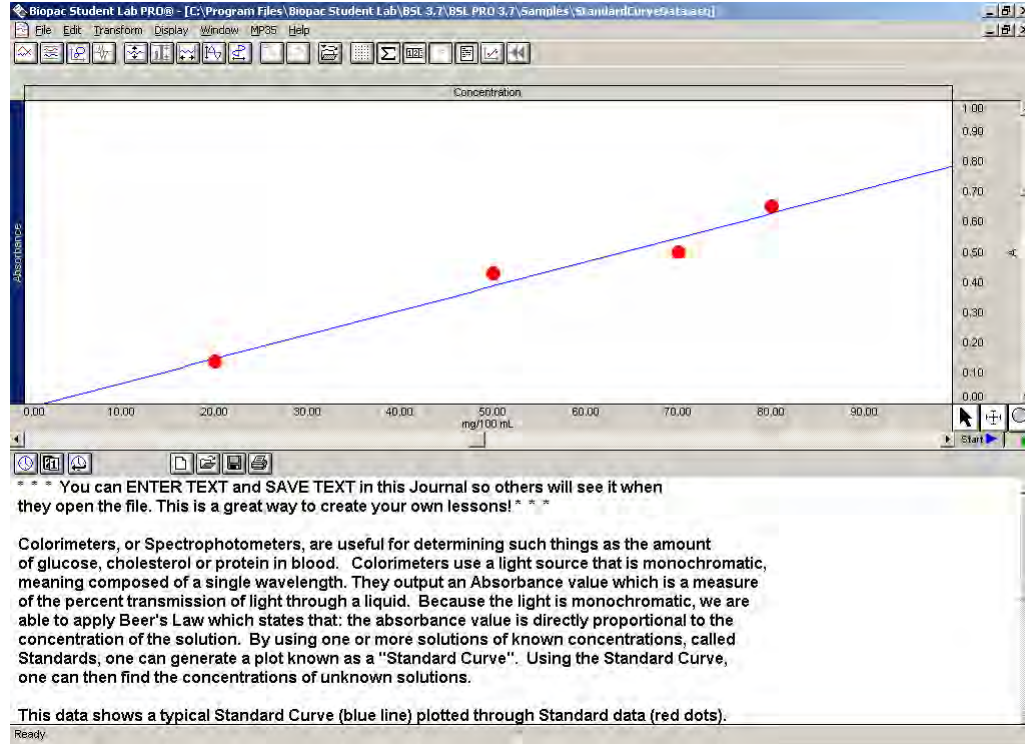 Biopac Student Lab PRO® - [C:\Program Files\Biopac Student Lab\BSL 3.7\BSL PRO 3.7\Samples\StandardCurveData.acq]
File Edit Transform Display Window MP35 Help
Concentration
Absorbance
1.00
0.90
0.80
0.70
0.60
0.50
A
0.40
0.30
0.20
0.10
0.00
0.00 10.00 20.00 30.00 40.00 50.00 60.00 70.00 80.00 90.00
mg/100 mL
Start
* * * You can ENTER TEXT and SAVE TEXT in this Journal so others will see it when
they open the file. This is a great way to create your own lessons! * * *
Colorimeters, or Spectrophotometers, are useful for determining such things as the amount
of glucose, cholesterol or protein in blood. Colorimeters use a light source that is monochromatic,
meaning composed of a single wavelength. They output an Absorbance value which is a measure
of the percent transmission of light through a liquid. Because the light is monochromatic, we are
able to apply Beer's Law which states that: the absorbance value is directly proportional to the
concentration of the solution. By using one or more solutions of known concentrations, called
Standards, one can generate a plot known as a "Standard Curve". Using the Standard Curve,
one can then find the concentrations of unknown solutions.
This data shows a typical Standard Curve (blue line) plotted through Standard data (red dots).
Ready